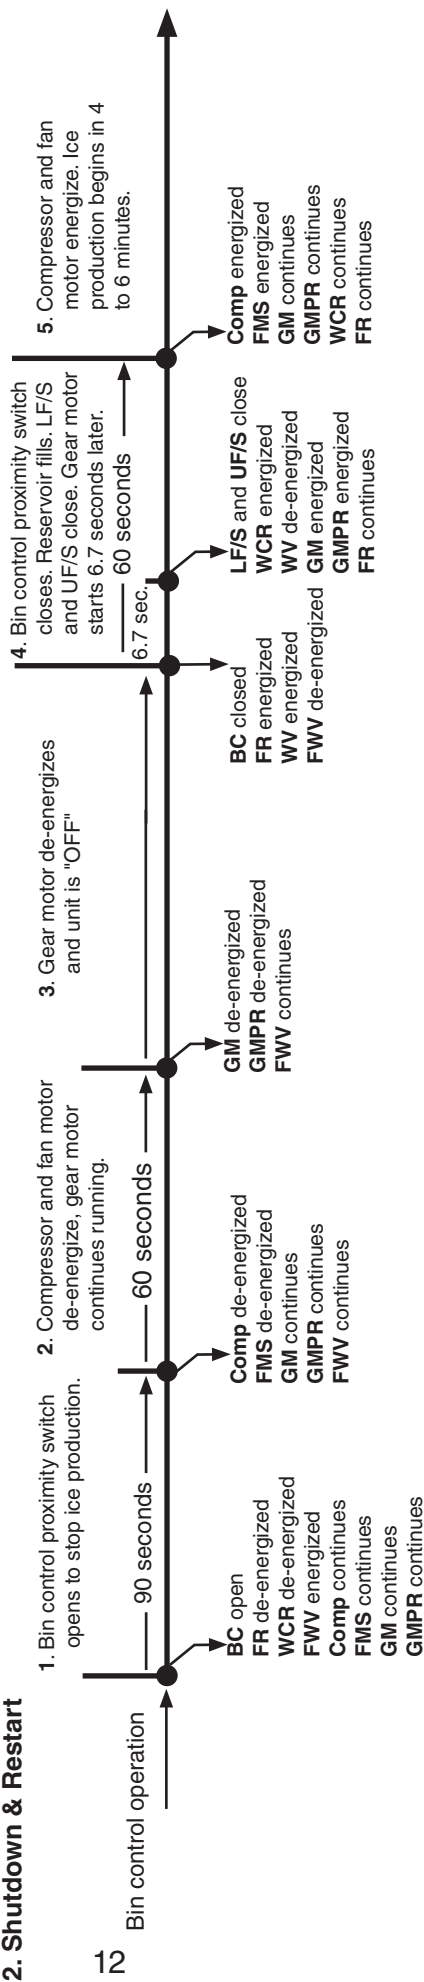 2. Shutdown & Restart
1. Bin control proximity switch
opens to stop ice production.
2. Compressor and fan motor
de-energize, gear motor
continues running.
3. Gear motor de-energizes
and unit is "OFF"
4. Bin control proximity switch
closes. Reservoir fills. LF/S
and UF/S close. Gear motor
starts 6.7 seconds later.
5. Compressor and fan
motor energize. Ice
production begins in 4
to 6 minutes.
Bin control operation
90 seconds
60 seconds
6.7 sec.
60 seconds
BC open
FR de-energized
WCR de-energized
FWV energized
Comp continues
FMS continues
GM continues
GMPR continues
Comp de-energized
FMS de-energized
GM continues
GMPR continues
FWV continues
GM de-energized
GMPR de-energized
FWV continues
BC closed
FR energized
WV energized
FWV de-energized
LF/S and UF/S close
WCR energized
WV de-energized
GM energized
GMPR energized
FR continues
Comp energized
FMS energized
GM continues
GMPR continues
WCR continues
FR continues
12